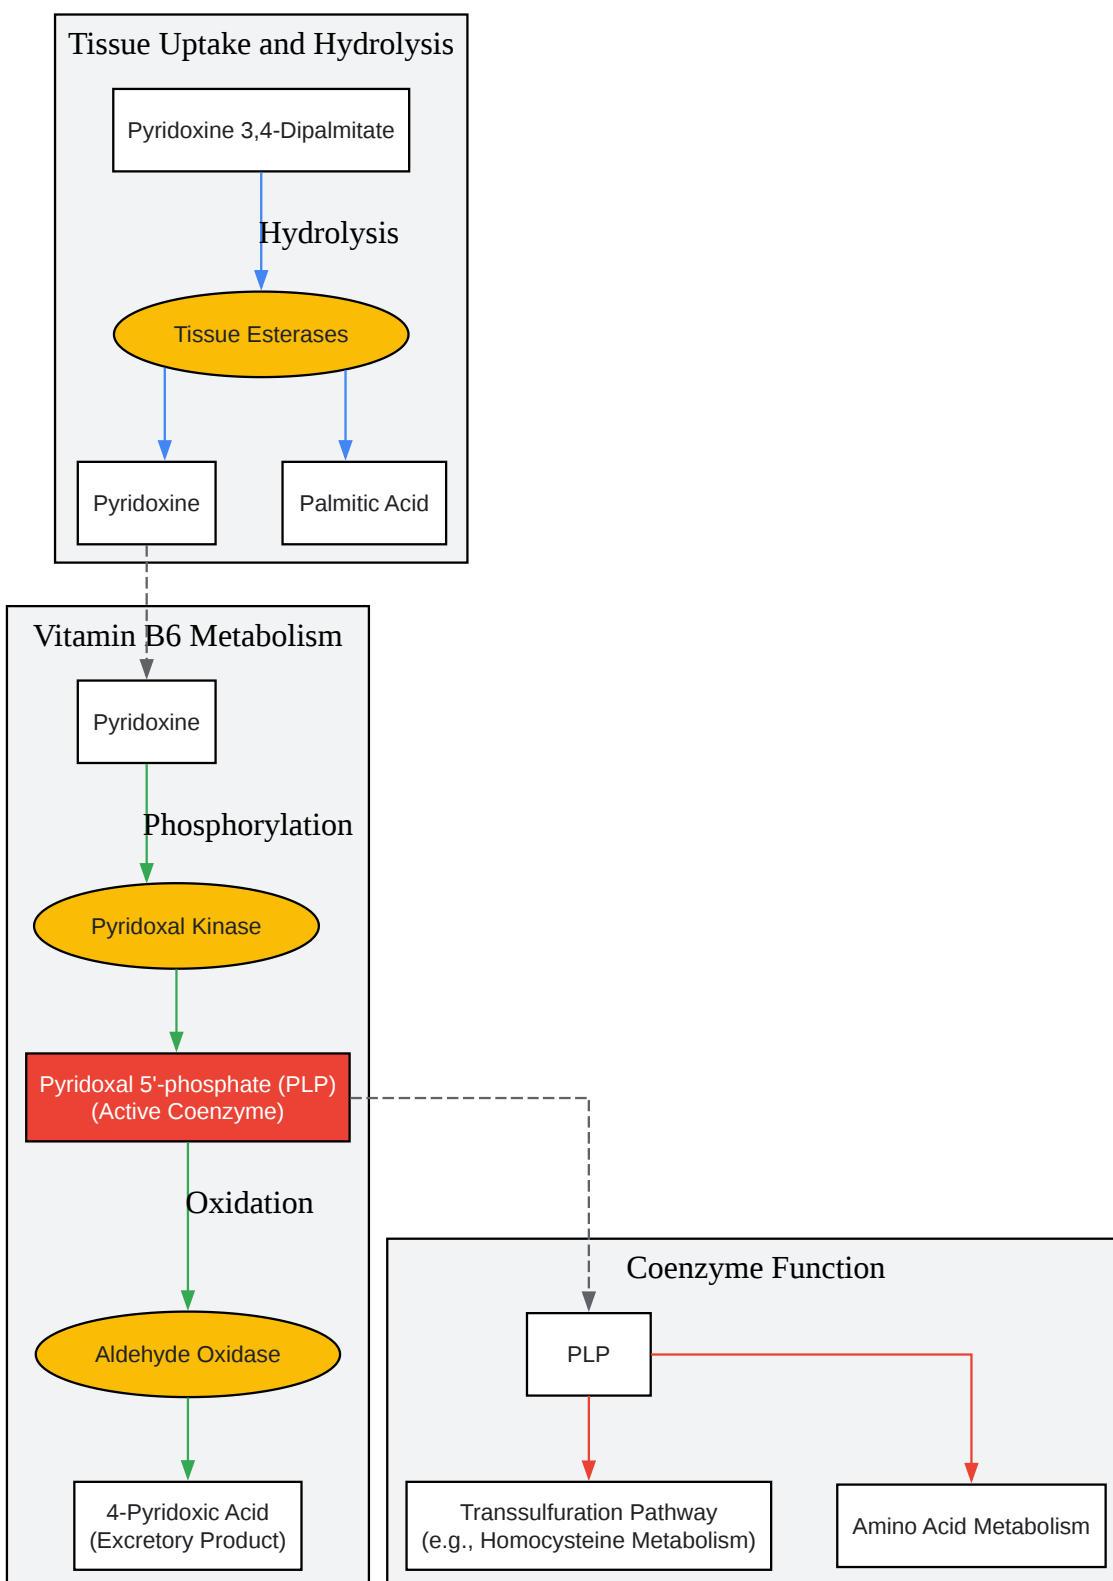 Tissue Uptake and Hydrolysis
Pyridoxine 3,4-Dipalmitate
Hydrolysis
Tissue Esterases
Pyridoxine
Palmitic Acid
Vitamin B6 Metabolism
Pyridoxine
Phosphorylation
Pyridoxal Kinase
Pyridoxal 5'-phosphate (PLP)
(Active Coenzyme)
Oxidation
Aldehyde Oxidase
4-Pyridoxic Acid
(Excretory Product)
Coenzyme Function
PLP
Transsulfuration Pathway
(e.g., Homocysteine Metabolism)
Amino Acid Metabolism